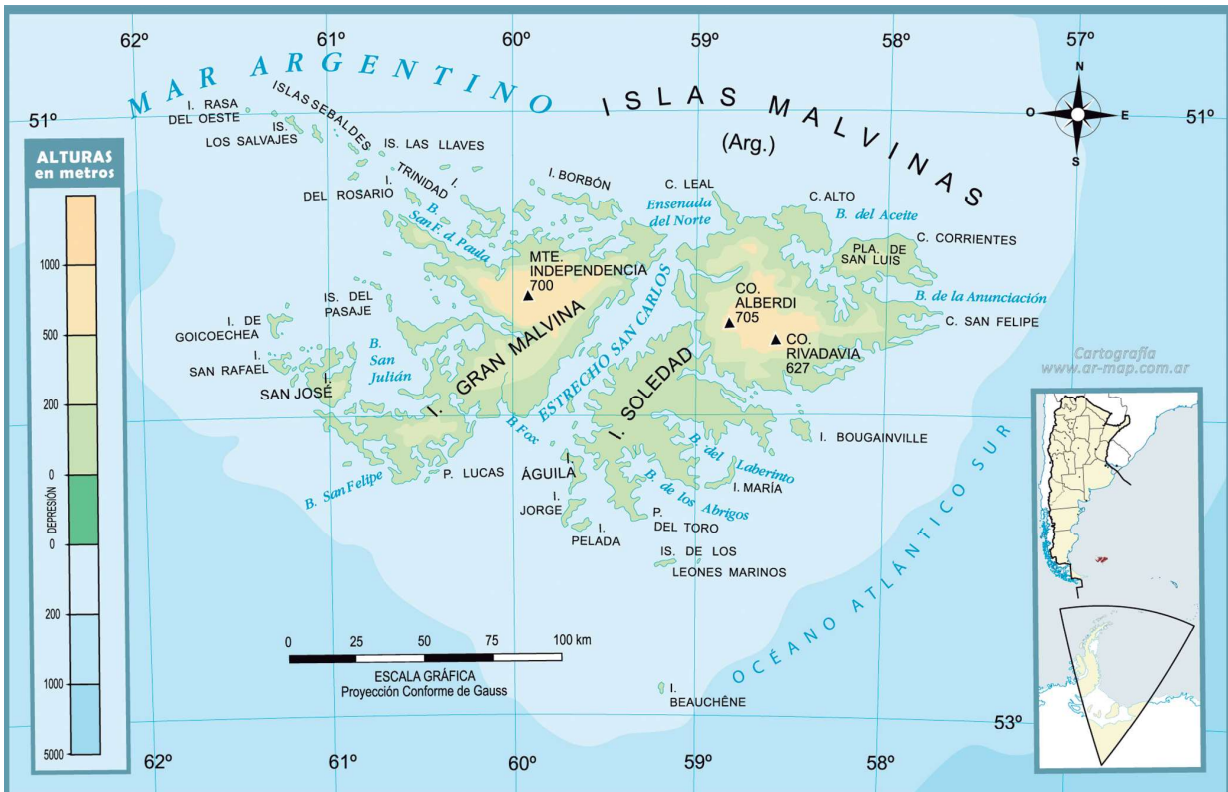 62º
61º
60º
59º
58º
57º
MAR ARGENTINO
ISLAS MALVINAS
(Arg.)
N
O
E
S
51º
51º
I. RASA
DEL OESTE
ISLAS SEBALDES
IS.
LOS SALVAJES
IS. LAS LLAVES
I.
TRINIDAD
I.
DEL ROSARIO
I. BORBÓN
C. LEAL
Ensenada
del Norte
C. ALTO
B. del Aceite
C. CORRIENTES
PLA. DE
SAN LUIS
B.
San F. d. Paula
MTE.
INDEPENDENCIA
700
CO.
ALBERDI
705
CO.
RIVADAVIA
627
B. de la Anunciación
C. SAN FELIPE
IS. DEL
PASAJE
I. DE
GOICOECHEA
I.
SAN RAFAEL
I.
SAN JOSÉ
B.
San
Julián
I. GRAN MALVINA
ESTRECHO SAN CARLOS
I. SOLEDAD
B Fox
B. San Felipe
P. LUCAS
I.
ÁGUILA
I.
JORGE
I.
PELADA
B. del Laberinto
B. de los Abrigos
I. BOUGAINVILLE
I. MARÍA
P.
DEL TORO
IS. DE LOS
LEONES MARINOS
I.
BEAUCHÊNE
OCÉANO ATLÁNTICO SUR
Cartografía
www.ar-map.com.ar
ALTURAS
en metros
1000
500
200
0
DEPRESIÓN
0
200
1000
5000
0 25 50 75 100 km
ESCALA GRÁFICA
Proyección Conforme de Gauss
53º
62º
61º
60º
59º
58º